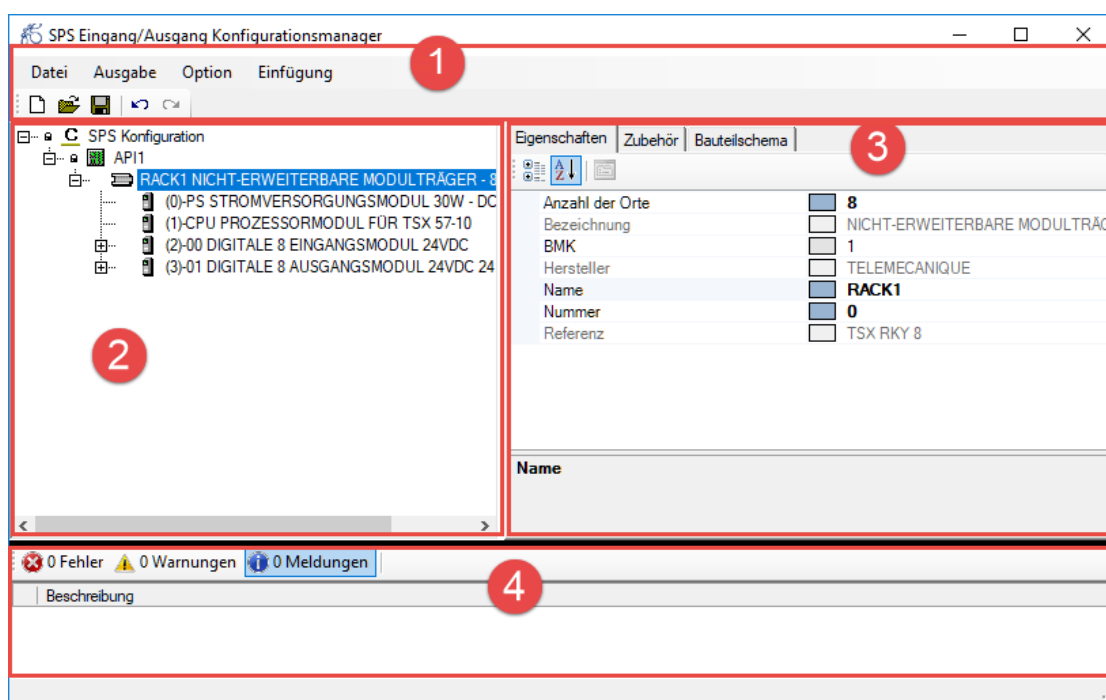 SPS Eingang/Ausgang Konfigurationsmanager
1
Datei Ausgabe Option Einfügung
SPS Konfiguration
API1
RACK1 NICHT-ERWEITERBARE MODULTRÄGER - 8
(0)-PS STROMVERSORGUNGSMODUL 30W - DC
(1)-CPU PROZESSORMODUL FÜR TSX 57-10
(2)-00 DIGITALE 8 EINGANGSMODUL 24VDC
(3)-01 DIGITALE 8 AUSGANGSMODUL 24VDC 24
2
Eigenschaften Zubehör Bauteilschema
3
Anzahl der Orte 8
Bezeichnung NICHT-ERWEITERBARE MODULTRÄG
BMK 1
Hersteller TELEMECANIQUE
Name RACK1
Nummer 0
Referenz TSX RKY 8
Name
0 Fehler 0 Warnungen 0 Meldungen
4
Beschreibung